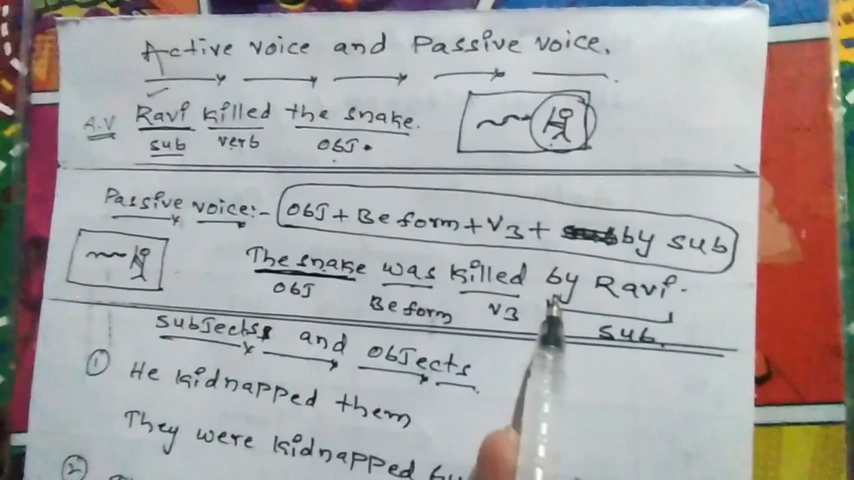 Active voice and Passive voice.
A.V Ravi killed the snake.
sub verb obJ.
Passive voice:- obJ + Be form + V3 + by sub
The snake was killed by Ravi.
obJ Be form V3 sub.
subJects and obJects
1 He kidnapped them
They were kidnapped
2